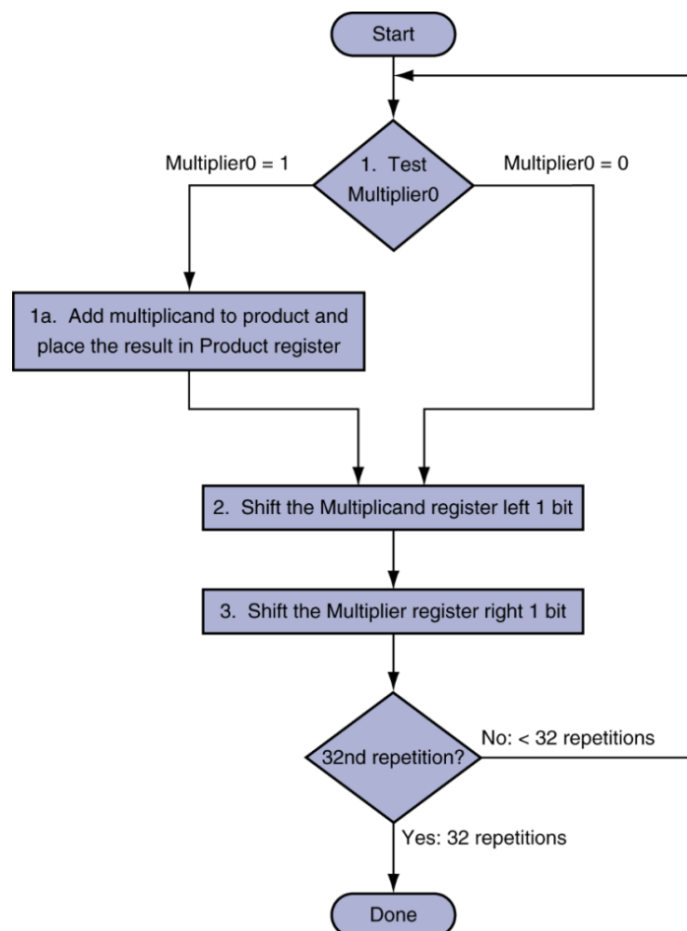 Start
Multiplier0 = 1
1. Test
Multiplier0
Multiplier0 = 0
1a. Add multiplicand to product and
place the result in Product register
2. Shift the Multiplicand register left 1 bit
3. Shift the Multiplier register right 1 bit
32nd repetition?
No: < 32 repetitions
Yes: 32 repetitions
Done